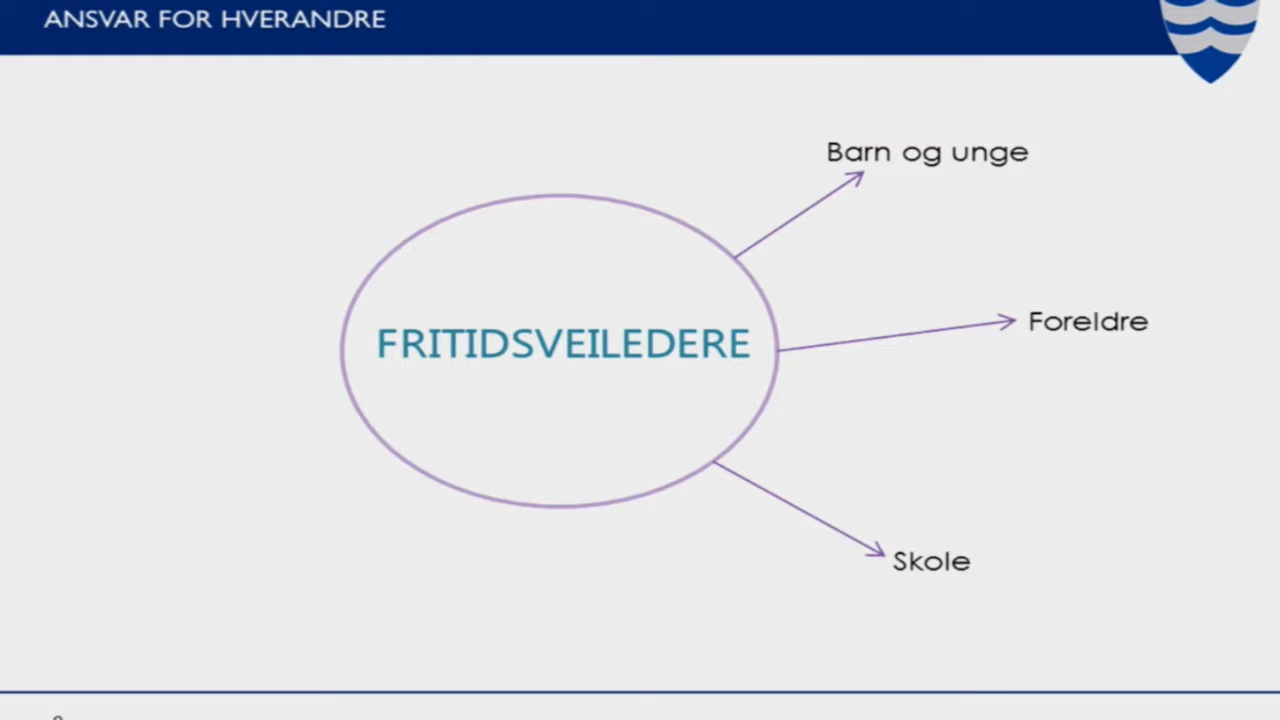 ANSVAR FOR HVERANDRE
Barn og unge
FRITIDSVEILEDERE
Foreldre
Skole